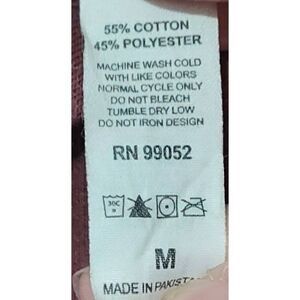 55% COTTON
45% POLYESTER
MACHINE WASH COLD
WITH LIKE COLORS
NORMAL CYCLE ONLY
DO NOT BLEACH
TUMBLE DRY LOW
DO NOT IRON DESIGN
RN 99052
30C
M
MADE IN